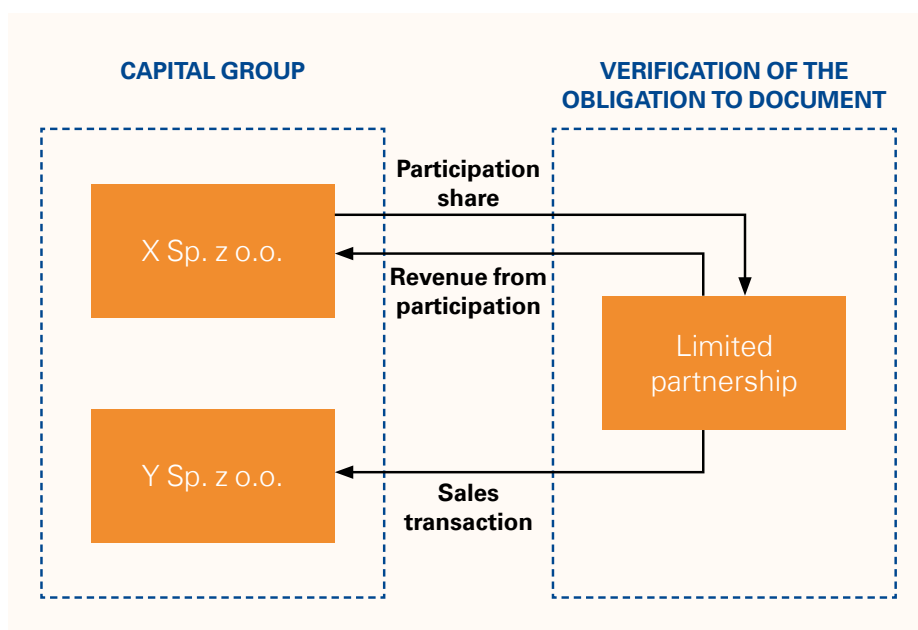 CAPITAL GROUP
VERIFICATION OF THE
OBLIGATION TO DOCUMENT
Participation
share
X Sp. z o.o.
Revenue from
participation
Limited
partnership
Y Sp. z o.o.
Sales
transaction